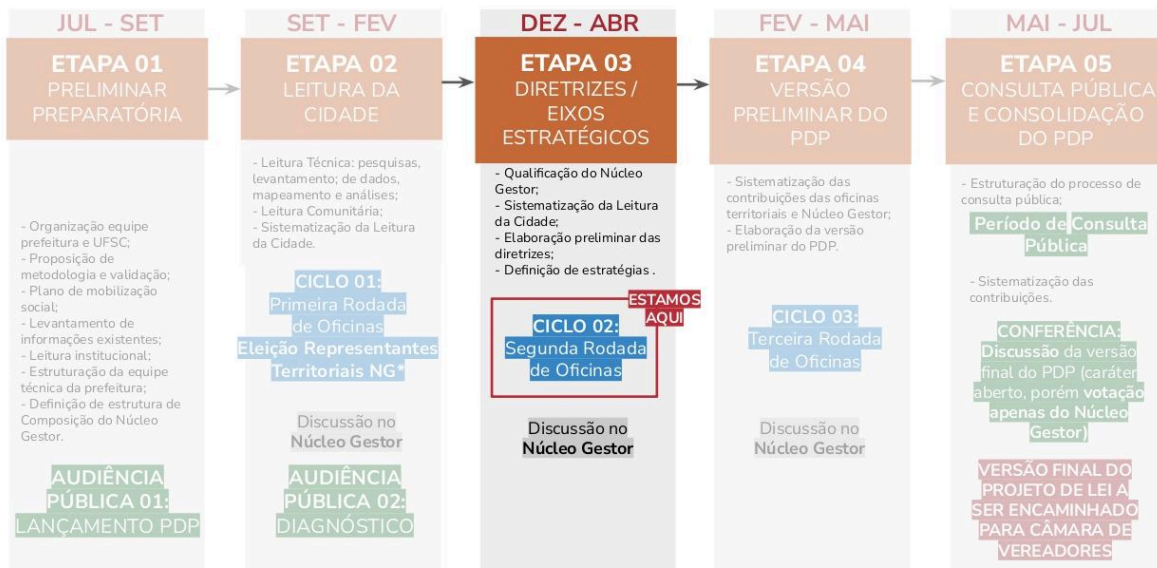 JUL - SET
ETAPA 01
PRELIMINAR
PREPARATÓRIA
- Organização equipe
prefeitura e UFSC;
- Proposição de
metodologia e validação;
- Plano de mobilização
social;
- Levantamento de
informações existentes;
- Leitura institucional;
- Estruturação da equipe
técnica da prefeitura;
- Definição de estrutura de
Composição do Núcleo
Gestor.
AUDIÊNCIA
PÚBLICA 01:
LANÇAMENTO PDP
SET - FEV
ETAPA 02
LEITURA DA
CIDADE
- Leitura Técnica: pesquisas,
levantamento; de dados,
mapeamento e análises;
- Leitura Comunitária;
- Sistematização da Leitura
da Cidade.
CICLO 01:
Primeira Rodada
de Oficinas
Eleição Representantes
Territoriais NG*
Discussão no
Núcleo Gestor
AUDIÊNCIA
PÚBLICA 02:
DIAGNÓSTICO
DEZ - ABR
ETAPA 03
DIRETRIZES /
EIXOS
ESTRATÉGICOS
- Qualificação do Núcleo
Gestor;
- Sistematização da Leitura
da Cidade;
- Elaboração preliminar das
diretrizes;
- Definição de estratégias .
ESTAMOS
AQUI
CICLO 02:
Segunda Rodada
de Oficinas
Discussão no
Núcleo Gestor
FEV - MAI
ETAPA 04
VERSÃO
PRELIMINAR DO
PDP
- Sistematização das
contribuições das oficinas
territoriais e Núcleo Gestor;
- Elaboração da versão
preliminar do PDP.
CICLO 03:
Terceira Rodada
de Oficinas
Discussão no
Núcleo Gestor
MAI - JUL
ETAPA 05
CONSULTA PÚBLICA
E CONSOLIDAÇÃO
DO PDP
- Estruturação do processo de
consulta pública;
Período de Consulta
Pública
- Sistematização das
contribuições.
CONFERÊNCIA:
Discussão da versão
final do PDP (caráter
aberto, porém votação
apenas do Núcleo
Gestor)
VERSÃO FINAL DO
PROJETO DE LEI A
SER ENCAMINHADO
PARA CÂMARA DE
VEREADORES